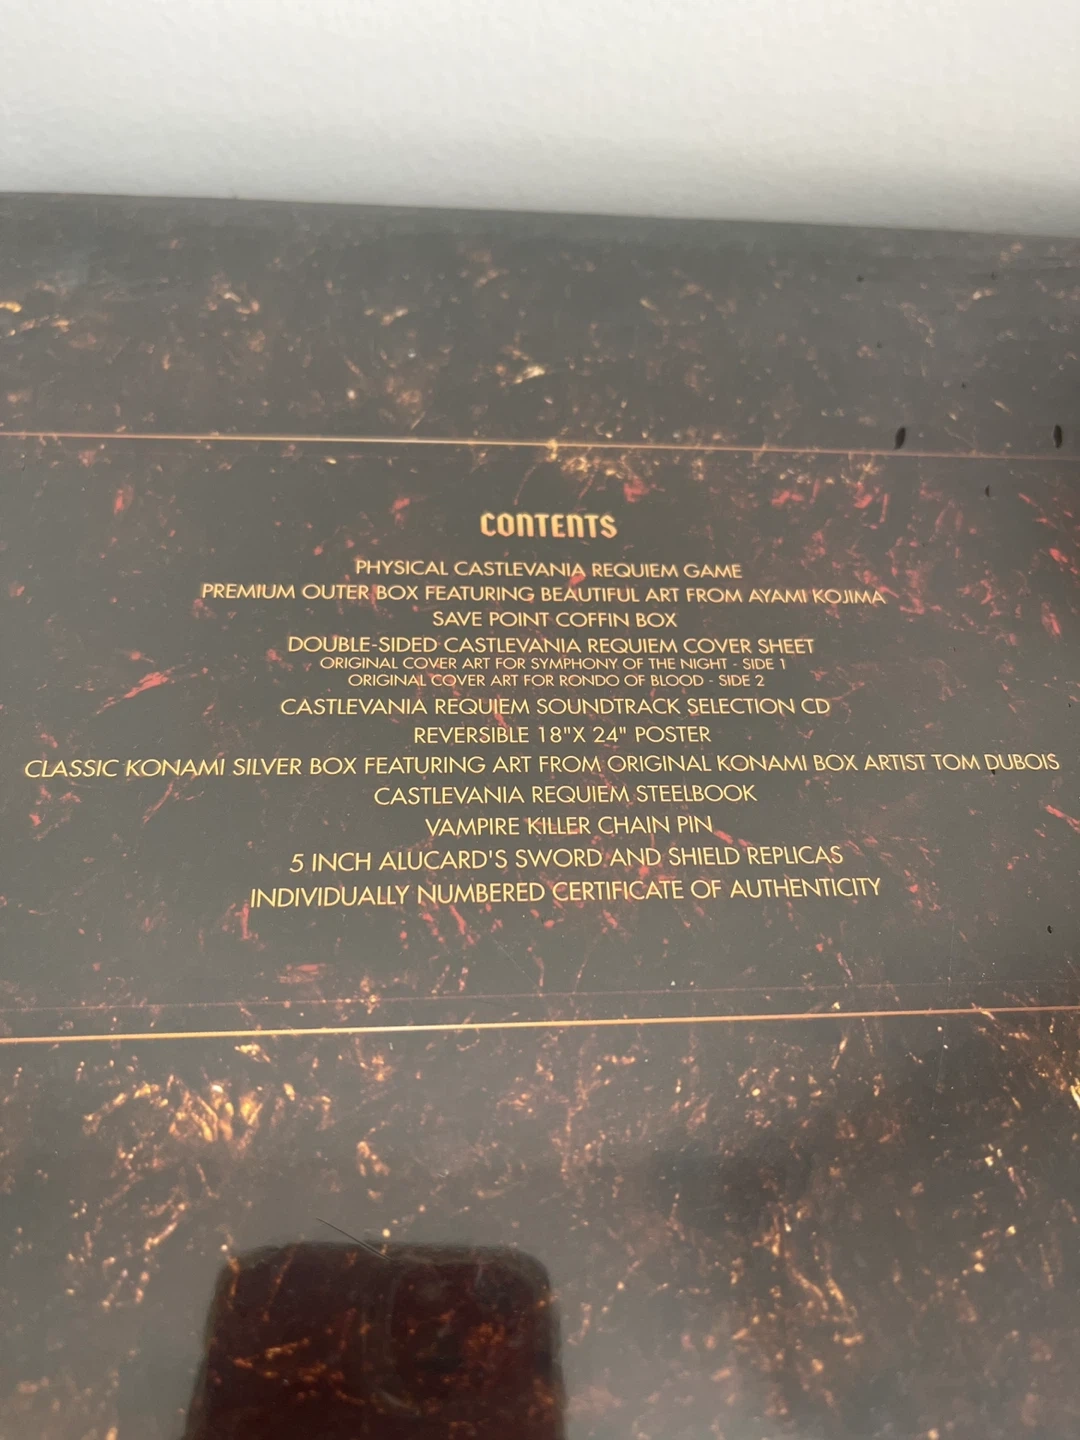 CONTENTS
PHYSICAL CASTLEVANIA REQUIEM GAME
PREMIUM OUTER BOX FEATURING BEAUTIFUL ART FROM AYAMI KOJIMA
SAVE POINT COFFIN BOX
DOUBLE-SIDED CASTLEVANIA REQUIEM COVER SHEET
ORIGINAL COVER ART FOR SYMPHONY OF THE NIGHT - SIDE 1
ORIGINAL COVER ART FOR RONDO OF BLOOD - SIDE 2
CASTLEVANIA REQUIEM SOUNDTRACK SELECTION CD
REVERSIBLE 18"X 24" POSTER
CLASSIC KONAMI SILVER BOX FEATURING ART FROM ORIGINAL KONAMI BOX ARTIST TOM DUBOIS
CASTLEVANIA REQUIEM STEELBOOK
VAMPIRE KILLER CHAIN PIN
5 INCH ALUCARD'S SWORD AND SHIELD REPLICAS
INDIVIDUALLY NUMBERED CERTIFICATE OF AUTHENTICITY